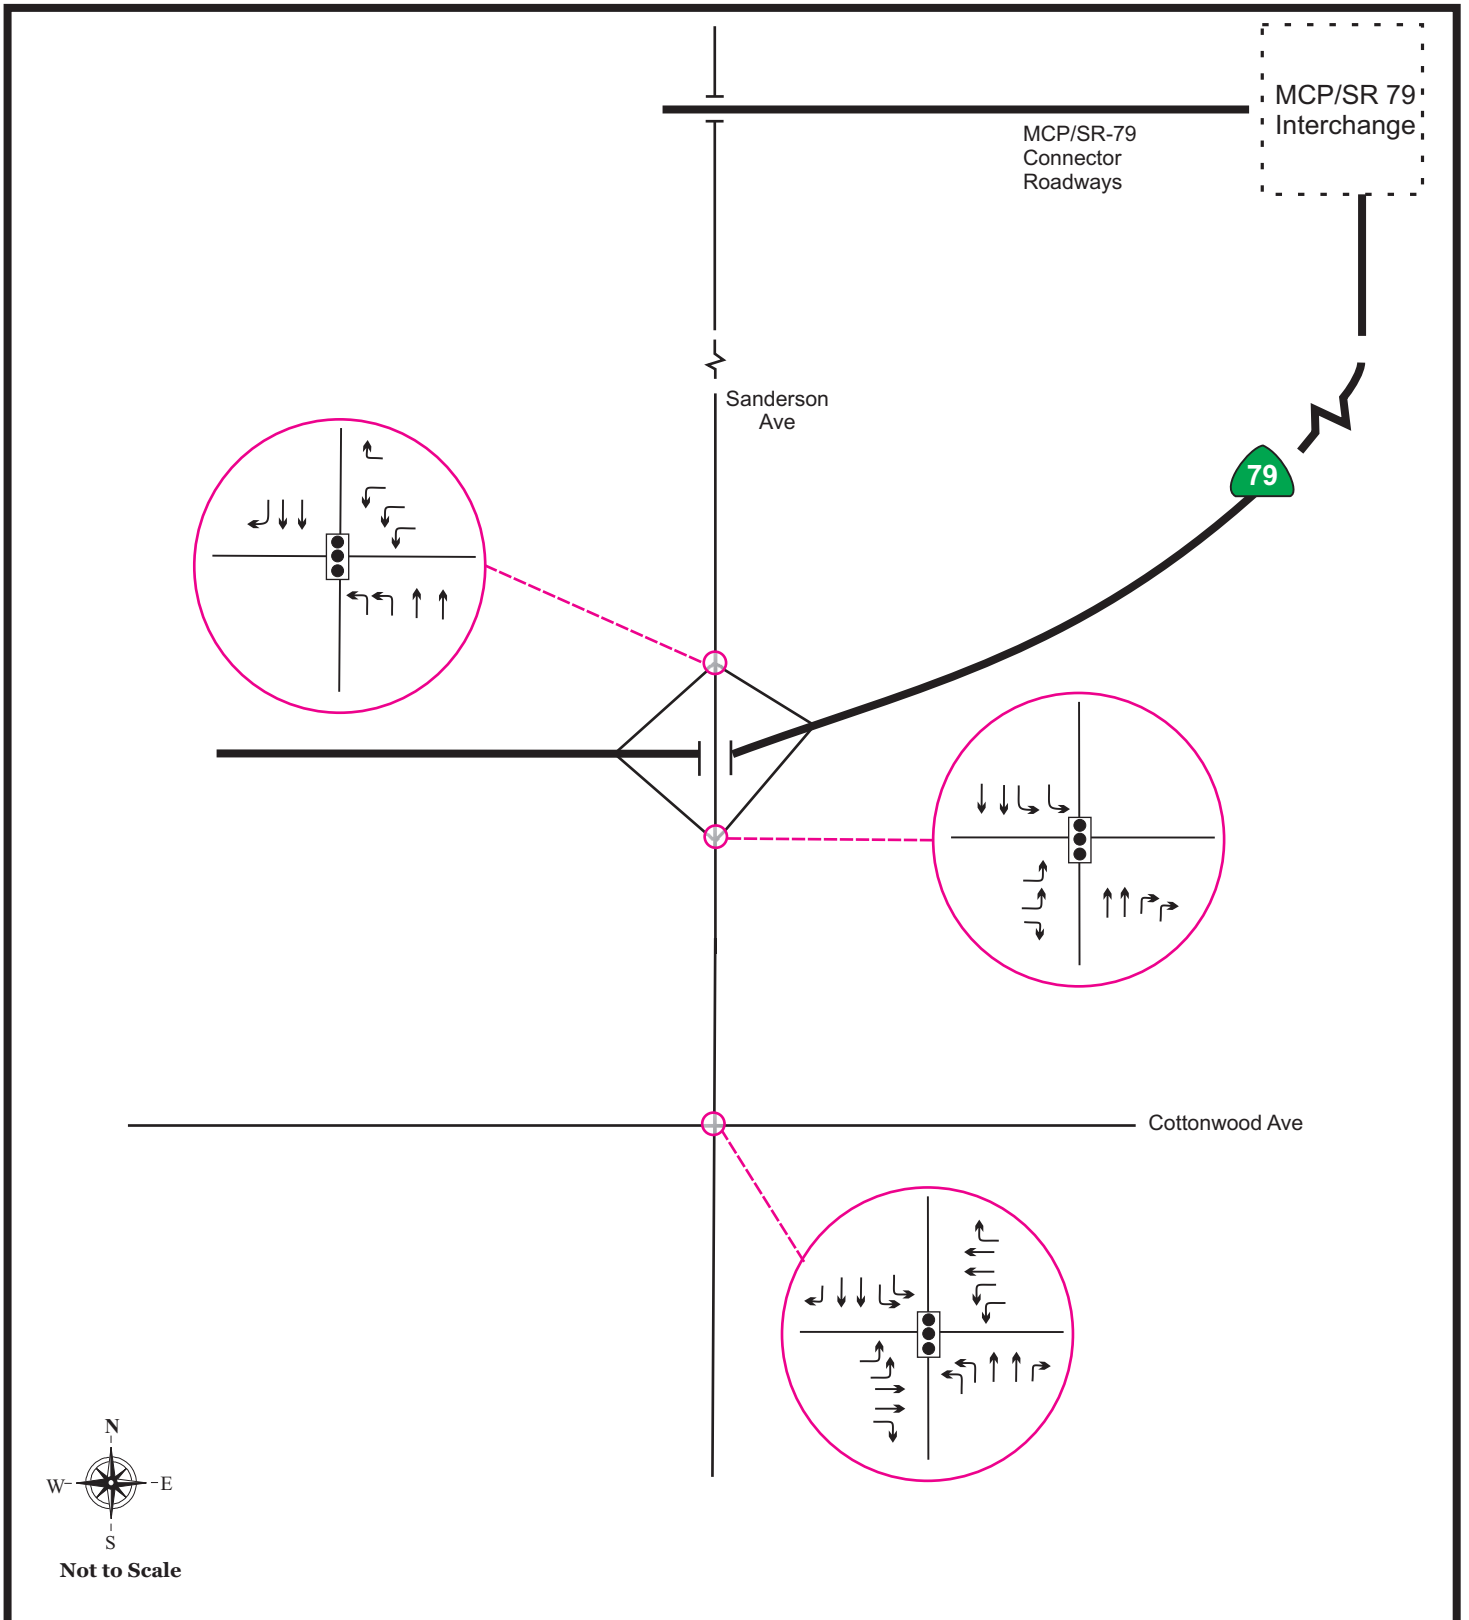 MCP/SR 79
Interchange
MCP/SR-79
Connector
Roadways
Sanderson
Ave
79
Cottonwood Ave
N
W
E
S
Not to Scale